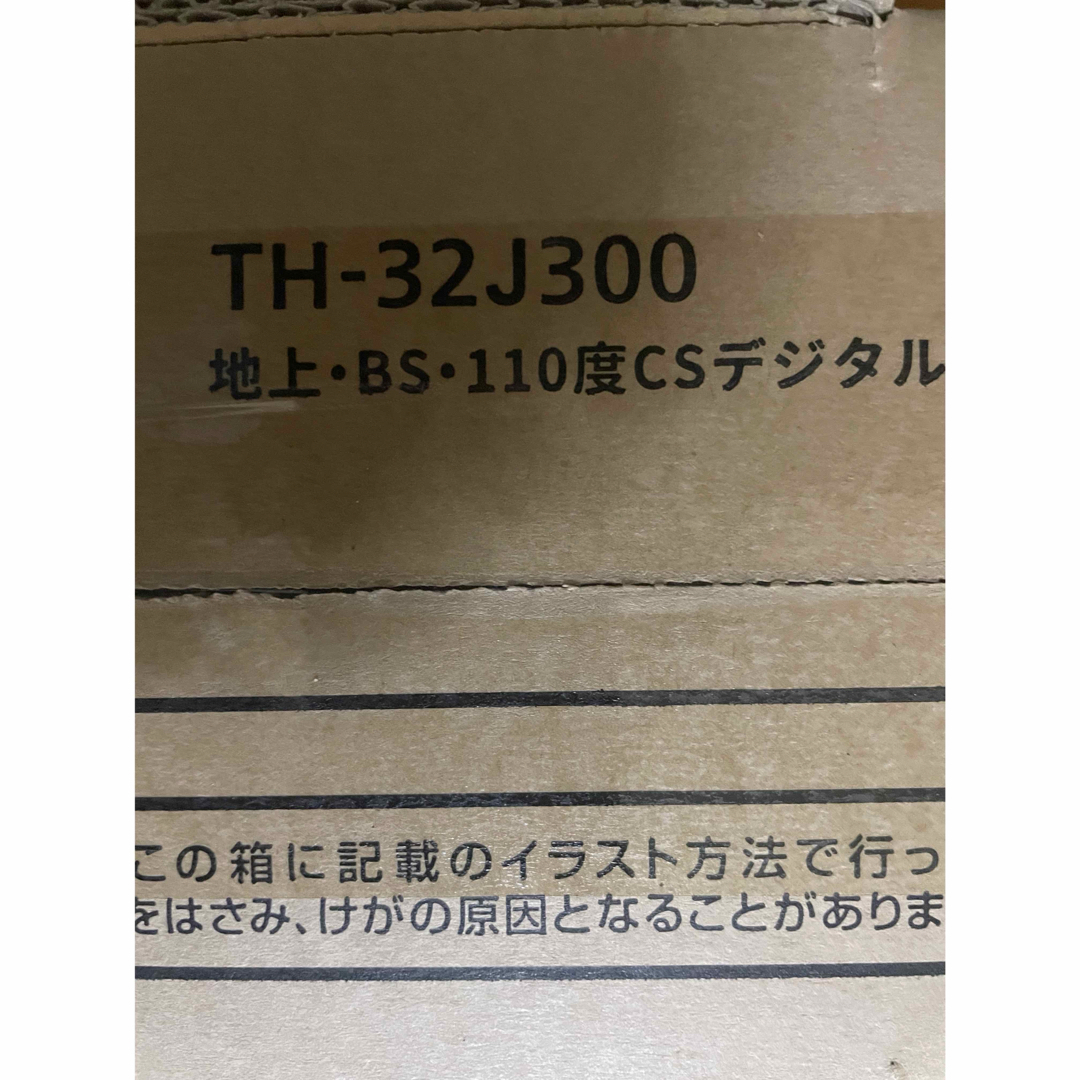 TH-32J300
地上・BS・110度CSデジタル
この箱に記載のイラスト方法で行っ
をはさみ、けがの原因となることがありま